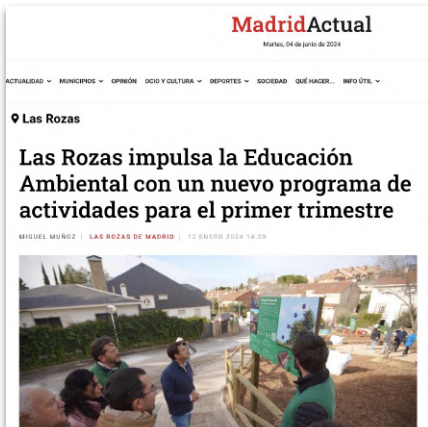 MadridActual
Martes, 04 de junio de 2024
ACTUALIDAD
MUNICIPIOS
OPINIÓN
OCIO Y CULTURA
DEPORTES
SOCIEDAD
QUÉ HACER...
INFO ÚTIL
Las Rozas
Las Rozas impulsa la Educación
Ambiental con un nuevo programa de
actividades para el primer trimestre
MIGUEL MUÑOZ | LAS ROZAS DE MADRID | 13 ENERO 2024 14:29